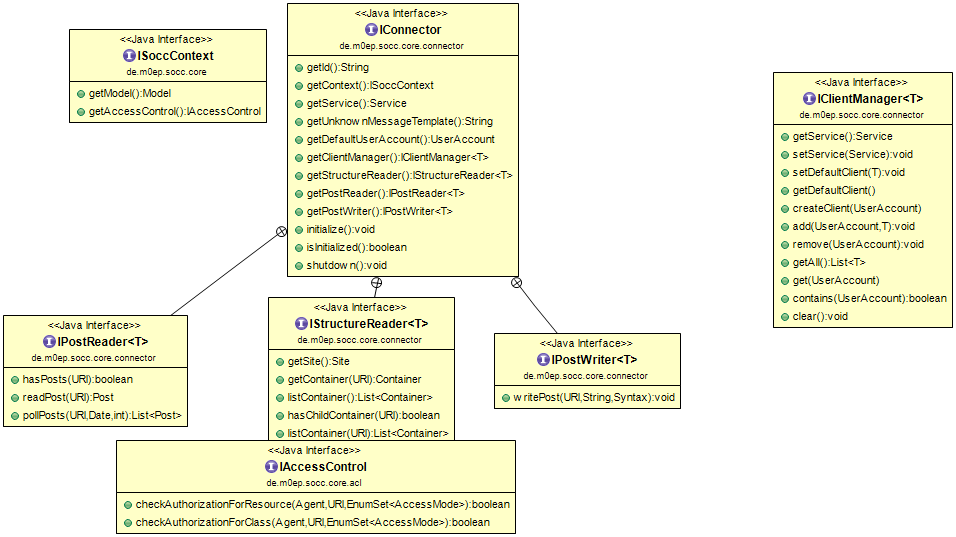 <<Java Interface>>
ISoccContext
de.m0ep.socc.core
getModel():Model
getAccessControl():IAccessControl
<<Java Interface>>
IConnector
de.m0ep.socc.core.connector
getId():String
getContext():ISoccContext
getService():Service
getUnknownMessageTemplate():String
getDefaultUserAccount():UserAccount
getClientManager():IClientManager<T>
getStructureReader():IStructureReader<T>
getPostReader():IPostReader<T>
getPostWriter():IPostWriter<T>
initialize():void
isInitialized():boolean
shutdown():void
<<Java Interface>>
IClientManager<T>
de.m0ep.socc.core.connector
getService():Service
setService(Service):void
setDefaultClient(T):void
getDefaultClient()
createClient(UserAccount)
add(UserAccount,T):void
remove(UserAccount):void
getAll():List<T>
get(UserAccount)
contains(UserAccount):boolean
clear():void
<<Java Interface>>
IPostReader<T>
de.m0ep.socc.core.connector
hasPosts(URI):boolean
readPost(URI):Post
pollPosts(URI,Date,int):List<Post>
<<Java Interface>>
IStructureReader<T>
de.m0ep.socc.core.connector
getSite():Site
getContainer(URI):Container
listContainer():List<Container>
hasChildContainer(URI):boolean
listContainer(URI):List<Container>
<<Java Interface>>
IPostWriter<T>
de.m0ep.socc.core.connector
writePost(URI,String,Syntax):void
<<Java Interface>>
IAccessControl
de.m0ep.socc.core.acl
checkAuthorizationForResource(Agent,URI,EnumSet<AccessMode>):boolean
checkAuthorizationForClass(Agent,URI,EnumSet<AccessMode>):boolean